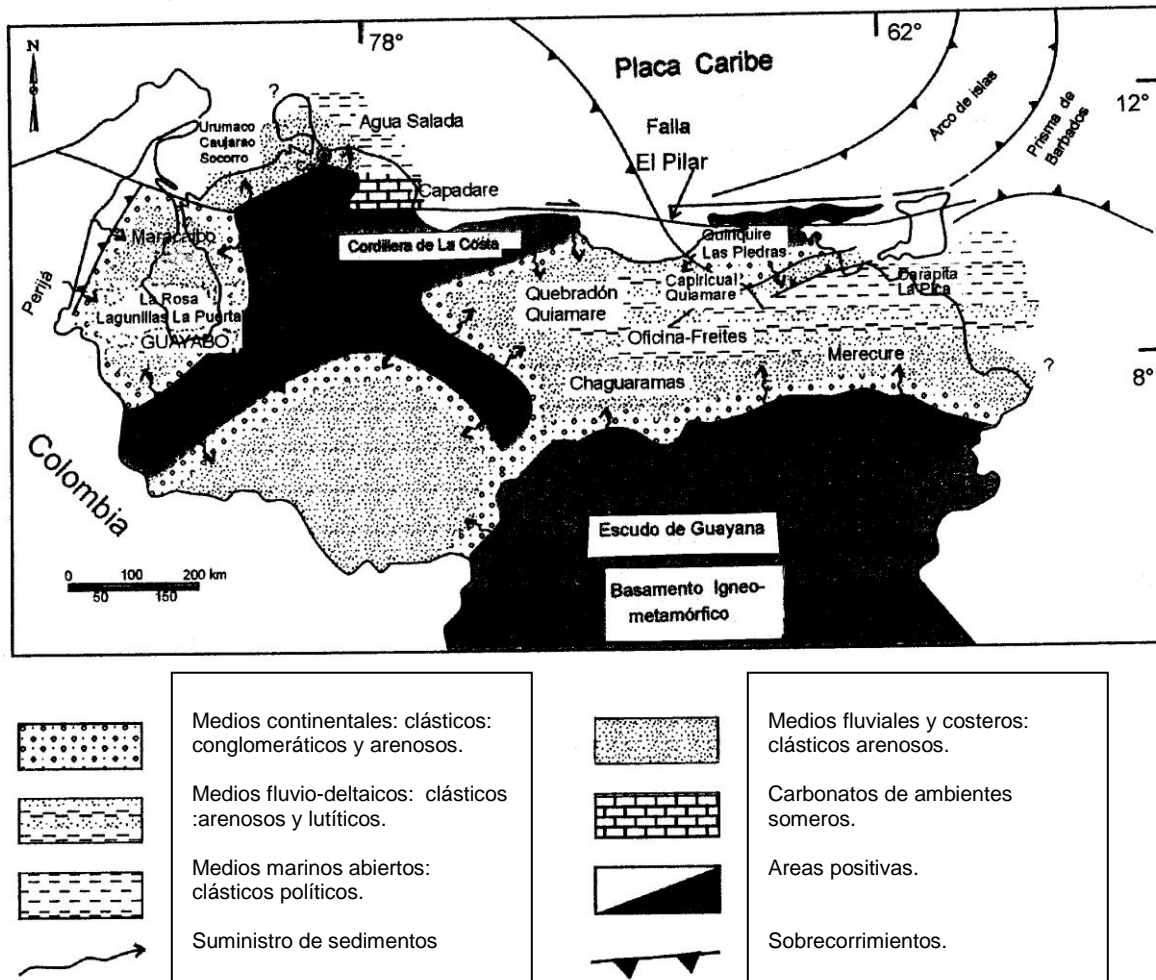 N
78°
62°
12°
8°
Placa Caribe
Arco de islas
Prisma de
Barbados
?
Agua Salada
Urumaco
Caujarao
Socorro
Falla
El Pilar
Capadare
Cordillera de La Costa
Maracaibo
Perijá
La Rosa
Lagunillas La Puerta
GUAYABO
Quinquire
Las Piedras
Capiricual
Quiamare
Carapita
La Pica
Quebradón
Quiamare
Oficina-Freites
Merecure
Chaguaramas
?
Colombia
Escudo de Guayana
Basamento Igneo-
metamórfico
0 100 200 km
50 150
Medios continentales: clásticos:
conglomeráticos y arenosos.
Medios fluvio-deltaicos: clásticos
:arenosos y lutíticos.
Medios marinos abiertos:
clásticos políticos.
Suministro de sedimentos
Medios fluviales y costeros:
clásticos arenosos.
Carbonatos de ambientes
someros.
Areas positivas.
Sobrecorrimientos.